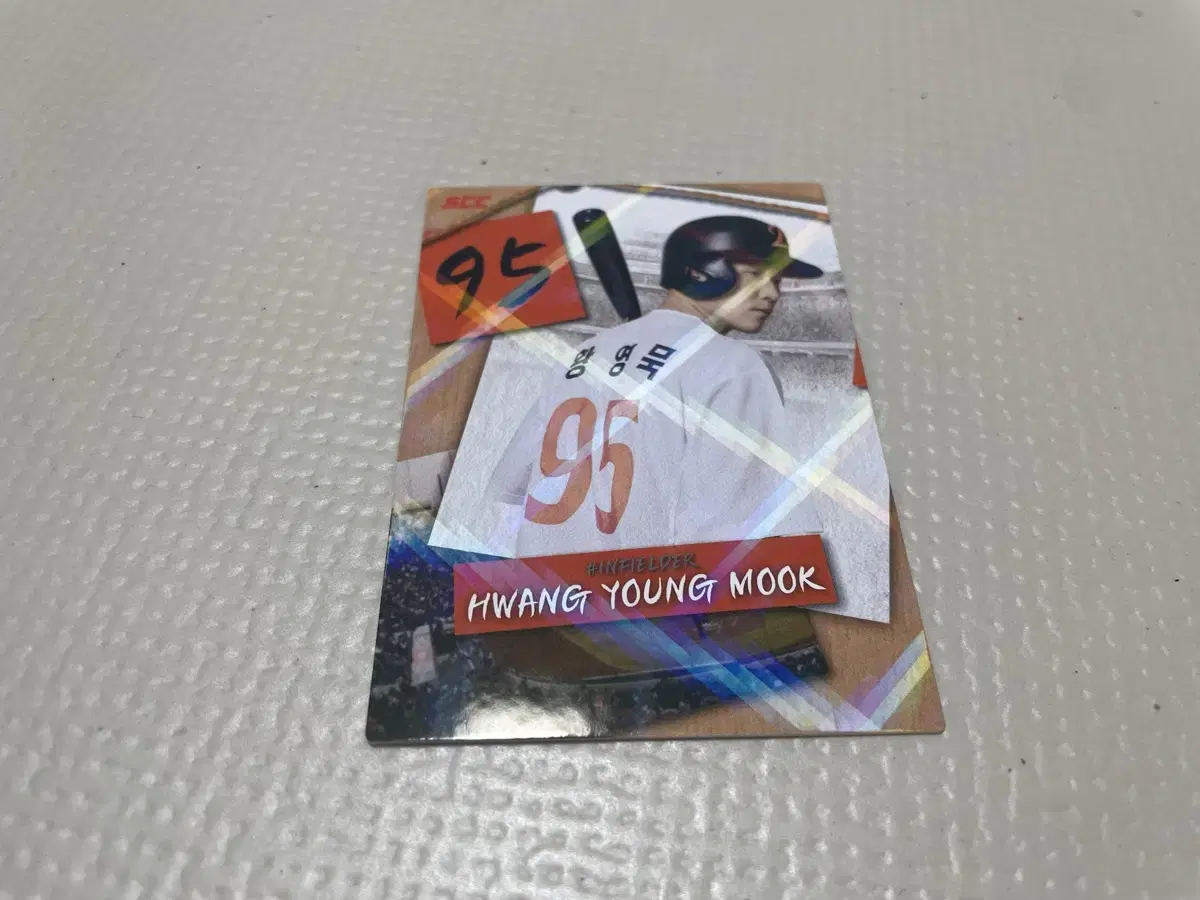 SCC
95
황영묵
95
#INFIELDER
HWANG YOUNG MOOK